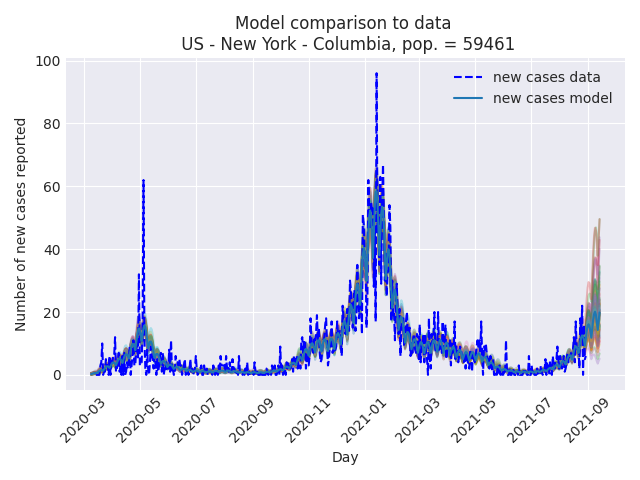 Model comparison to data
US - New York - Columbia, pop. = 59461
new cases data
new cases model
Number of new cases reported
100
80
60
40
20
0
2020-03
2020-05
2020-07
2020-09
2020-11
2021-01
2021-03
2021-05
2021-07
2021-09
Day